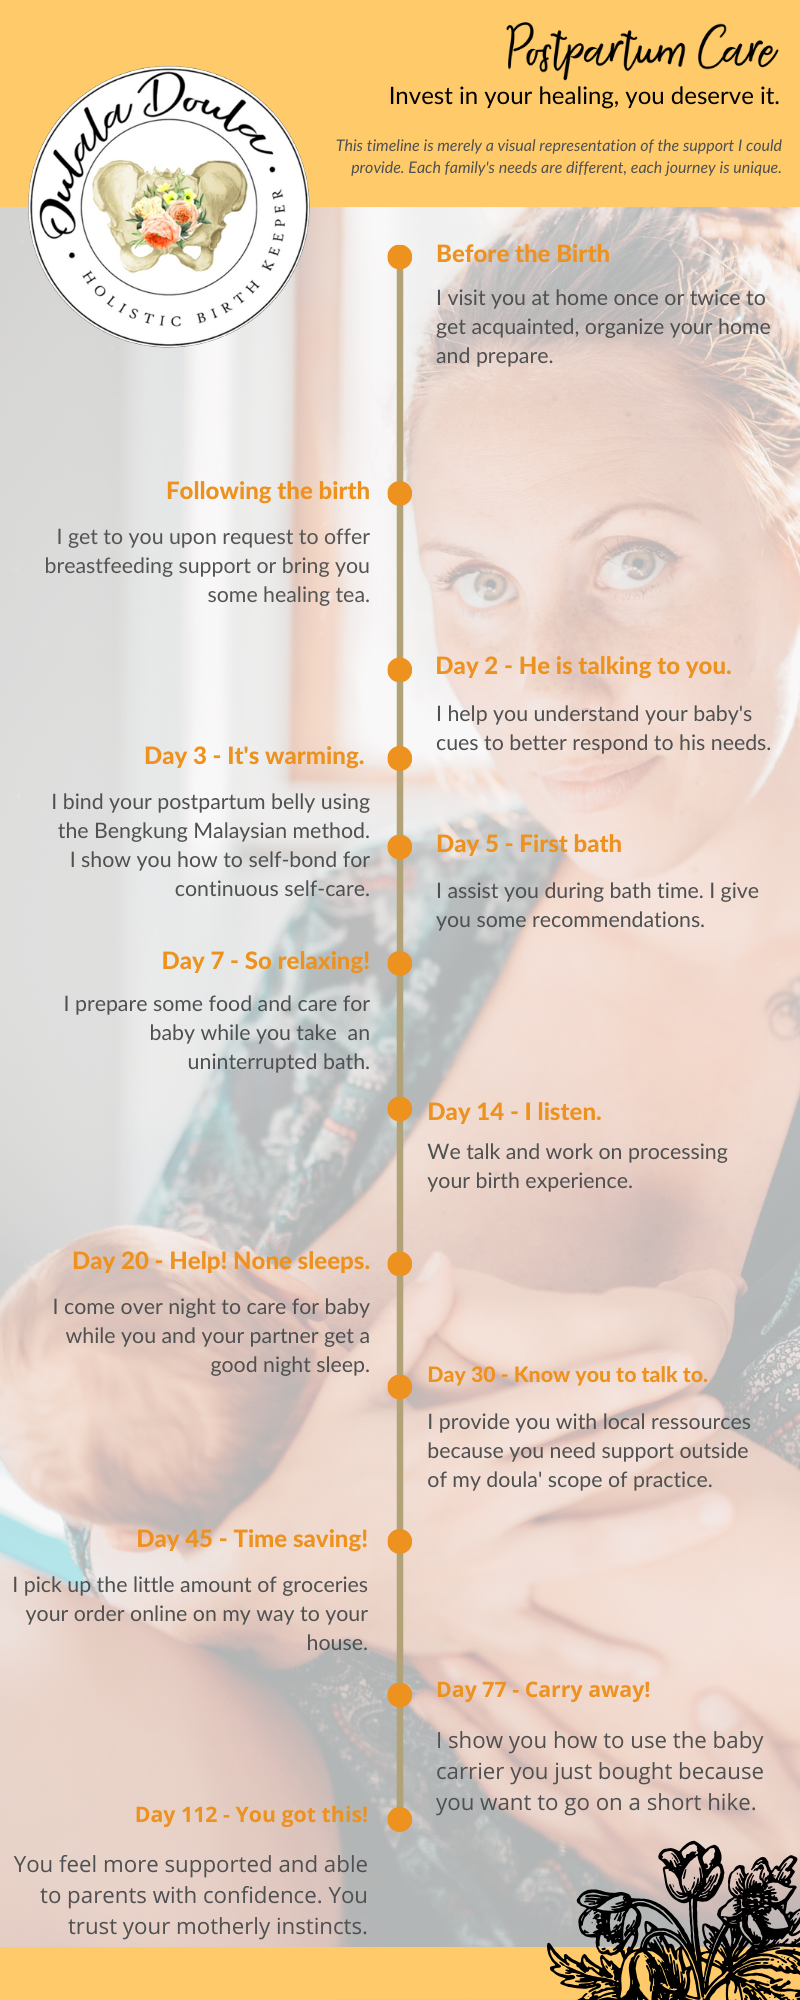 Postpartum Care
Invest in your healing, you deserve it.
This timeline is merely a visual representation of the support I could
provide. Each family's needs are different, each journey is unique.
Oulala Doula
• HOLISTIC BIRTH KEEPER •
Before the Birth
I visit you at home once or twice to
get acquainted, organize your home
and prepare.
Following the birth
I get to you upon request to offer
breastfeeding support or bring you
some healing tea.
Day 2 - He is talking to you.
I help you understand your baby's
cues to better respond to his needs.
Day 3 - It's warming.
I bind your postpartum belly using
the Bengkung Malaysian method.
I show you how to self-bond for
continuous self-care.
Day 5 - First bath
I assist you during bath time. I give
you some recommendations.
Day 7 - So relaxing!
I prepare some food and care for
baby while you take  an
uninterrupted bath.
Day 14 - I listen.
We talk and work on processing
your birth experience.
Day 20 - Help! None sleeps.
I come over night to care for baby
while you and your partner get a
good night sleep.
Day 30 - Know you to talk to.
I provide you with local ressources
because you need support outside
of my doula' scope of practice.
Day 45 - Time saving!
I pick up the little amount of groceries
your order online on my way to your
house.
Day 77 - Carry away!
I show you how to use the baby
carrier you just bought because
you want to go on a short hike.
Day 112 - You got this!
You feel more supported and able
to parents with confidence. You
trust your motherly instincts.